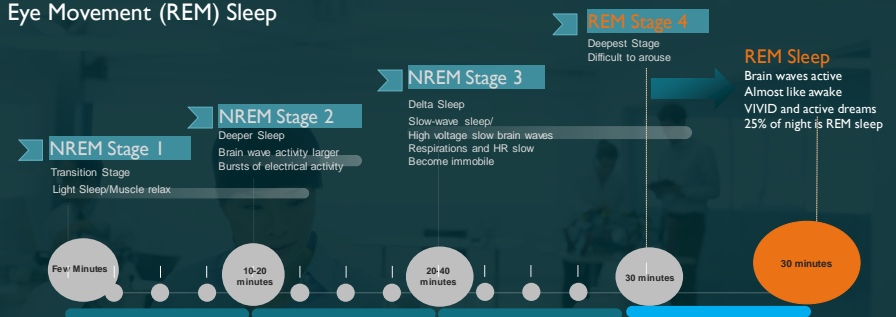 Eye Movement (REM) Sleep
NREM Stage 1
Transition Stage
Light Sleep/Muscle relax
NREM Stage 2
Deeper Sleep
Brain wave activity larger
Bursts of electrical activity
NREM Stage 3
Delta Sleep
Slow-wave sleep/
High voltage slow brain waves
Respirations and HR slow
Become immobile
REM Stage 4
Deepest Stage
Difficult to arouse
REM Sleep
Brain waves active
Almost like awake
VIVID and active dreams
25% of night is REM sleep
Few Minutes
10-20
minutes
20-40
minutes
30 minutes
30 minutes